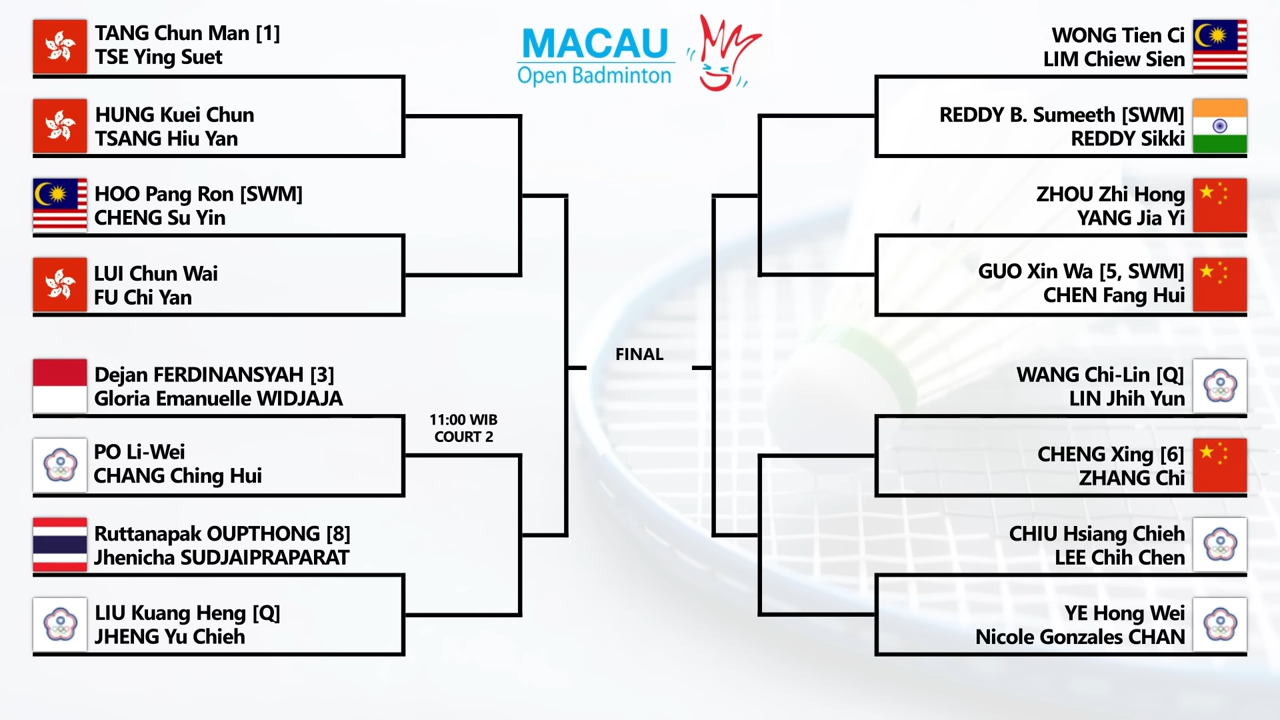 MACAU
Open Badminton
TANG Chun Man [1]
TSE Ying Suet
HUNG Kuei Chun
TSANG Hiu Yan
HOO Pang Ron [SWM]
CHENG Su Yin
LUI Chun Wai
FU Chi Yan
Dejan FERDINANSYAH [3]
Gloria Emanuelle WIDJAJA
PO Li-Wei
CHANG Ching Hui
Ruttanapak OUPTHONG [8]
Jhenicha SUDJAIPRAPARAT
LIU Kuang Heng [Q]
JHENG Yu Chieh
11:00 WIB
COURT 2
FINAL
WONG Tien Ci
LIM Chiew Sien
REDDY B. Sumeeth [SWM]
REDDY Sikki
ZHOU Zhi Hong
YANG Jia Yi
GUO Xin Wa [5, SWM]
CHEN Fang Hui
WANG Chi-Lin [Q]
LIN Jhih Yun
CHENG Xing [6]
ZHANG Chi
CHIU Hsiang Chieh
LEE Chih Chen
YE Hong Wei
Nicole Gonzales CHAN